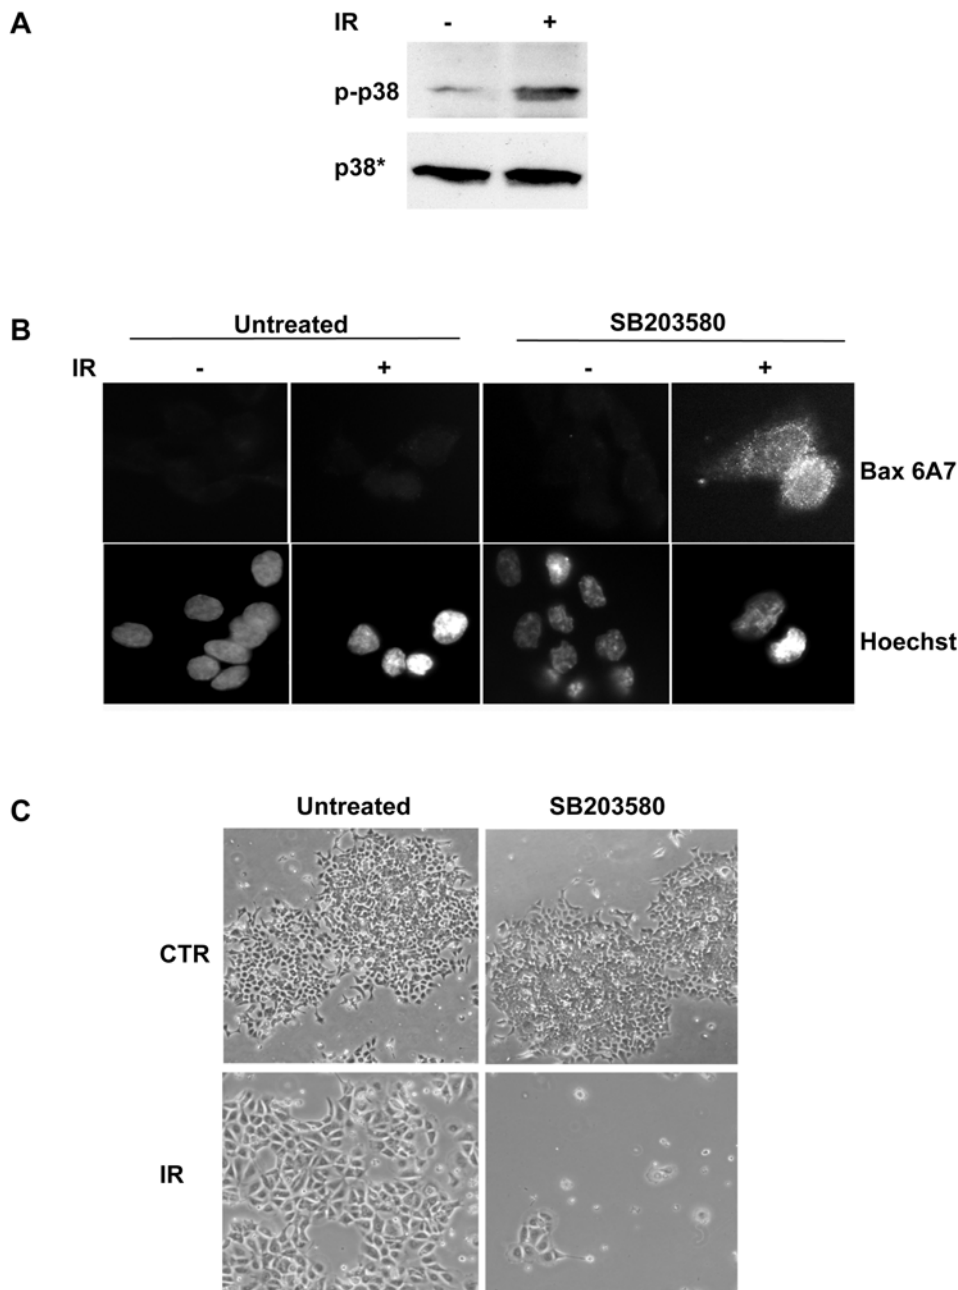 A
IR - +
p-p38
p38*
B
Untreated SB203580
IR - + - +
Bax 6A7
Hoechst
C
Untreated SB203580
CTR
IR